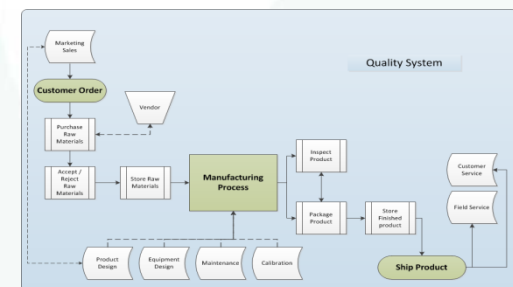 Marketing
Sales
Quality System
Customer Order
Vendor
Purchase
Raw
Materials
Inspect
Product
Accept /
Reject
Raw
Materials
Store Raw
Materials
Manufacturing
Process
Customer
Service
Package
Product
Store
Finished
product
Field Service
Product
Design
Equipment
Design
Maintenance
Calibration
Ship Product